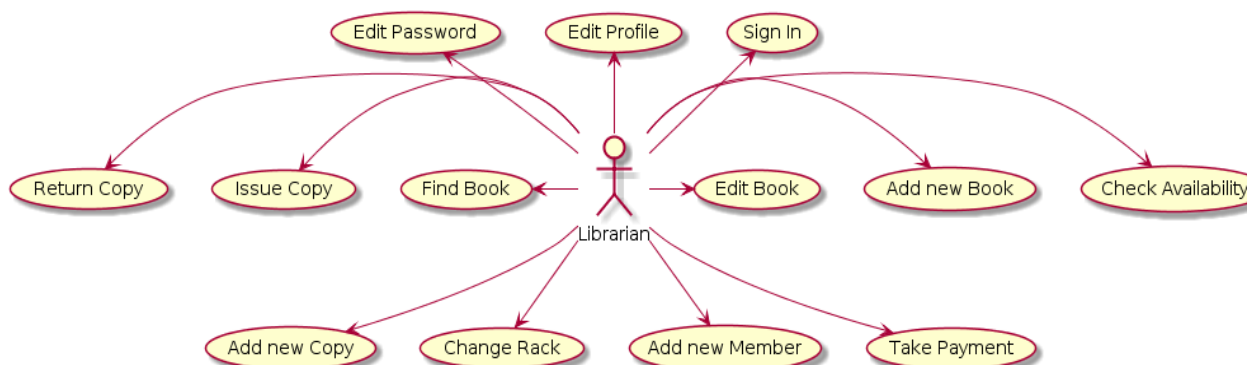 Edit Password
Edit Profile
Sign In
Return Copy
Issue Copy
Find Book
Edit Book
Add new Book
Check Availability
Librarian
Add new Copy
Change Rack
Add new Member
Take Payment